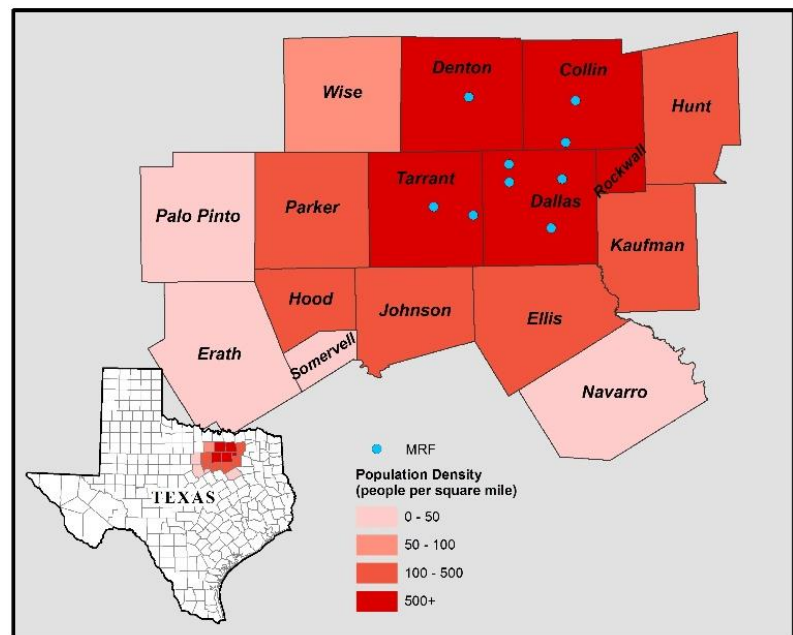 Denton
Collin
Wise
Hunt
Rockwall
Tarrant
Dallas
Palo Pinto
Parker
Kaufman
Hood
Johnson
Ellis
Erath
Somervell
Navarro
TEXAS
MRF
Population Density
(people per square mile)
0 - 50
50 - 100
100 - 500
500+